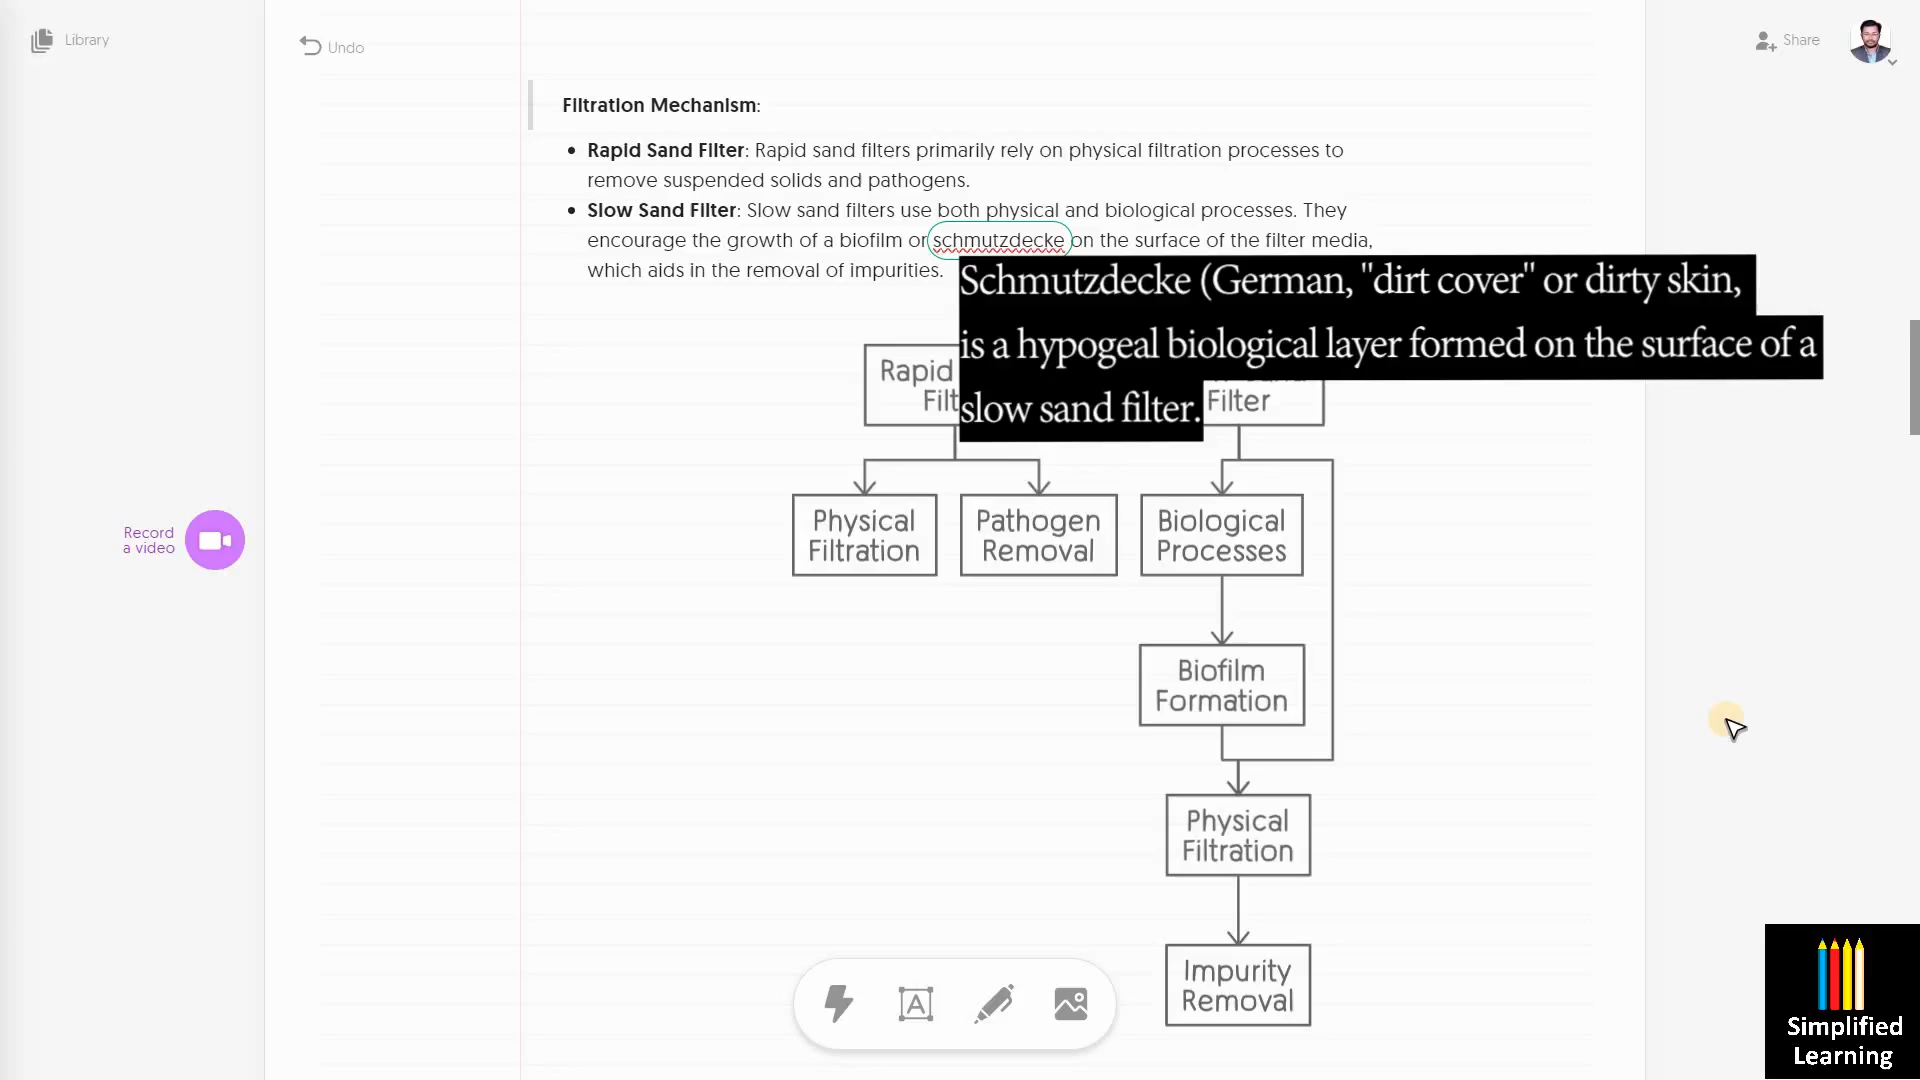 Library
Undo
Share
Filtration Mechanism:
Rapid Sand Filter: Rapid sand filters primarily rely on physical filtration processes to
remove suspended solids and pathogens.
Slow Sand Filter: Slow sand filters use both physical and biological processes. They
encourage the growth of a biofilm or schmutzdecke on the surface of the filter media,
which aids in the removal of impurities.
Schmutzdecke (German, "dirt cover" or dirty skin,
is a hypogeal biological layer formed on the surface of a
slow sand filter.
Rapid
Filt
Filter
Physical
Filtration
Pathogen
Removal
Biological
Processes
Record
a video
Biofilm
Formation
Physical
Filtration
Impurity
Removal
A
Simplified
Learning